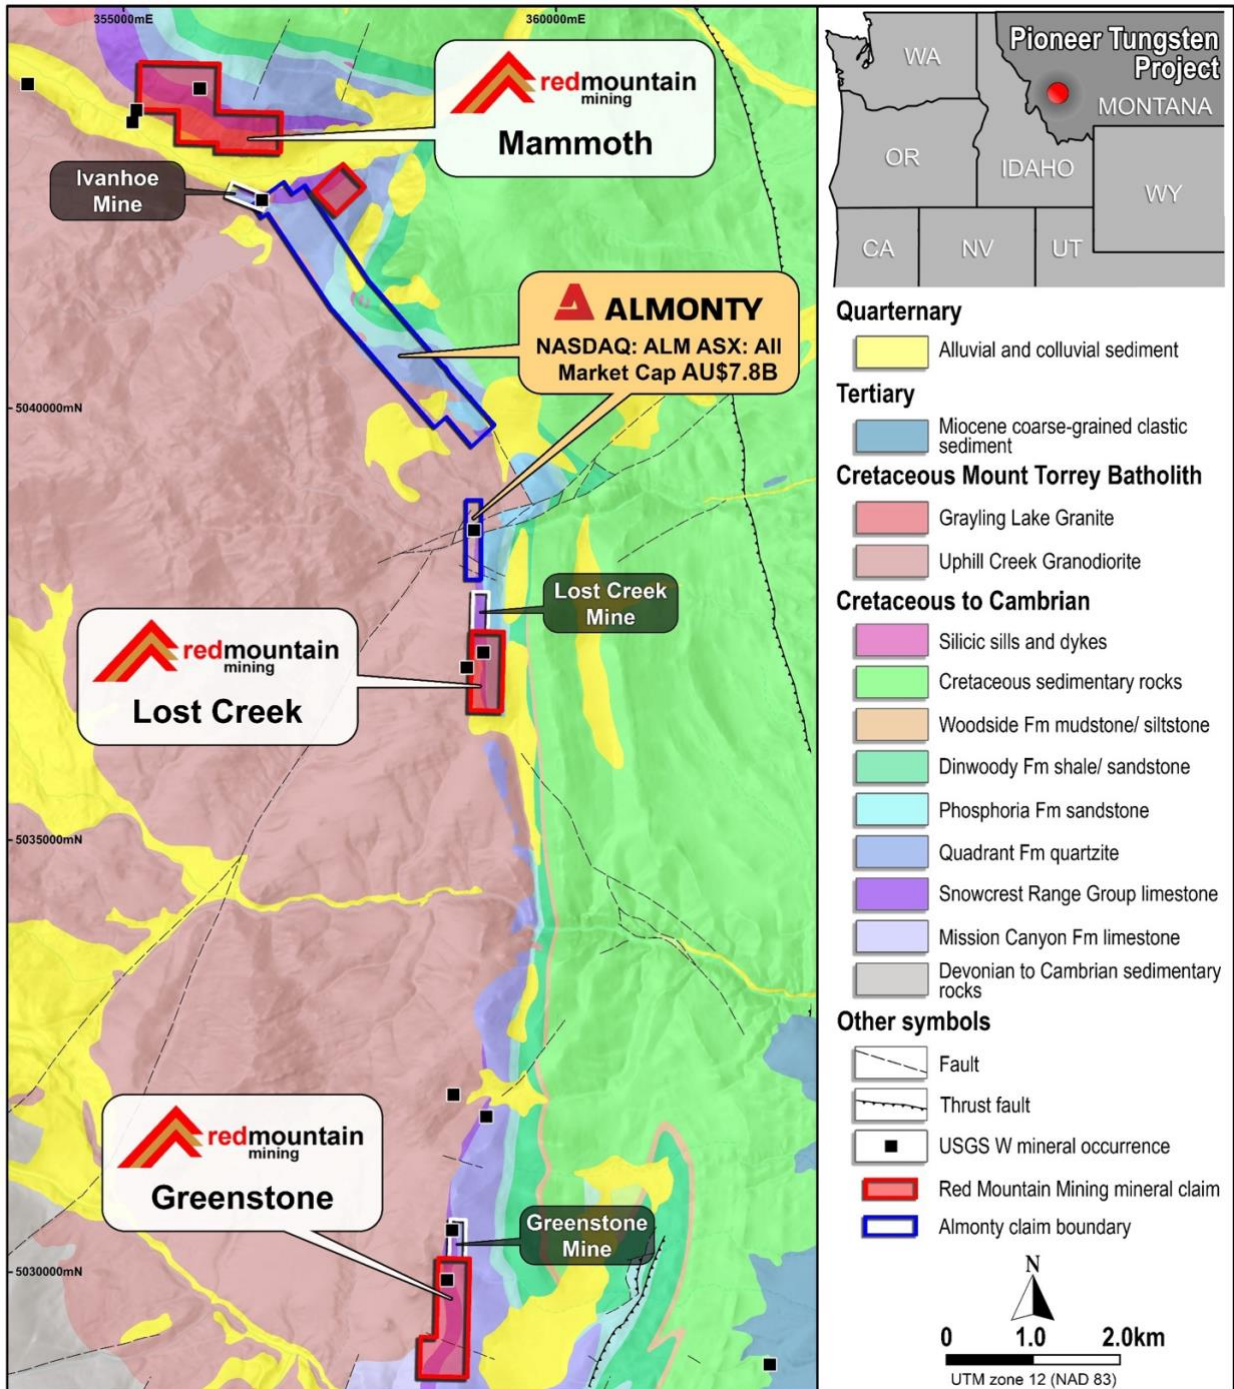 355000mE
360000mE
redmountain
mining
Mammoth
Ivanhoe
Mine
ALMONTY
NASDAQ: ALM ASX: All
Market Cap AU$7.8B
5040000mN
Lost Creek
Mine
redmountain
mining
Lost Creek
5035000mN
redmountain
mining
Greenstone
Greenstone
Mine
5030000mN
Pioneer Tungsten
Project
WA
MONTANA
OR
IDAHO
WY
CA
NV
UT
Quarternary
Alluvial and colluvial sediment
Tertiary
Miocene coarse-grained clastic
sediment
Cretaceous Mount Torrey Batholith
Grayling Lake Granite
Uphill Creek Granodiorite
Cretaceous to Cambrian
Silicic sills and dykes
Cretaceous sedimentary rocks
Woodside Fm mudstone/ siltstone
Dinwoody Fm shale/ sandstone
Phosphoria Fm sandstone
Quadrant Fm quartzite
Snowcrest Range Group limestone
Mission Canyon Fm limestone
Devonian to Cambrian sedimentary
rocks
Other symbols
Fault
Thrust fault
USGS W mineral occurrence
Red Mountain Mining mineral claim
Almonty claim boundary
N
0 1.0 2.0km
UTM zone 12 (NAD 83)